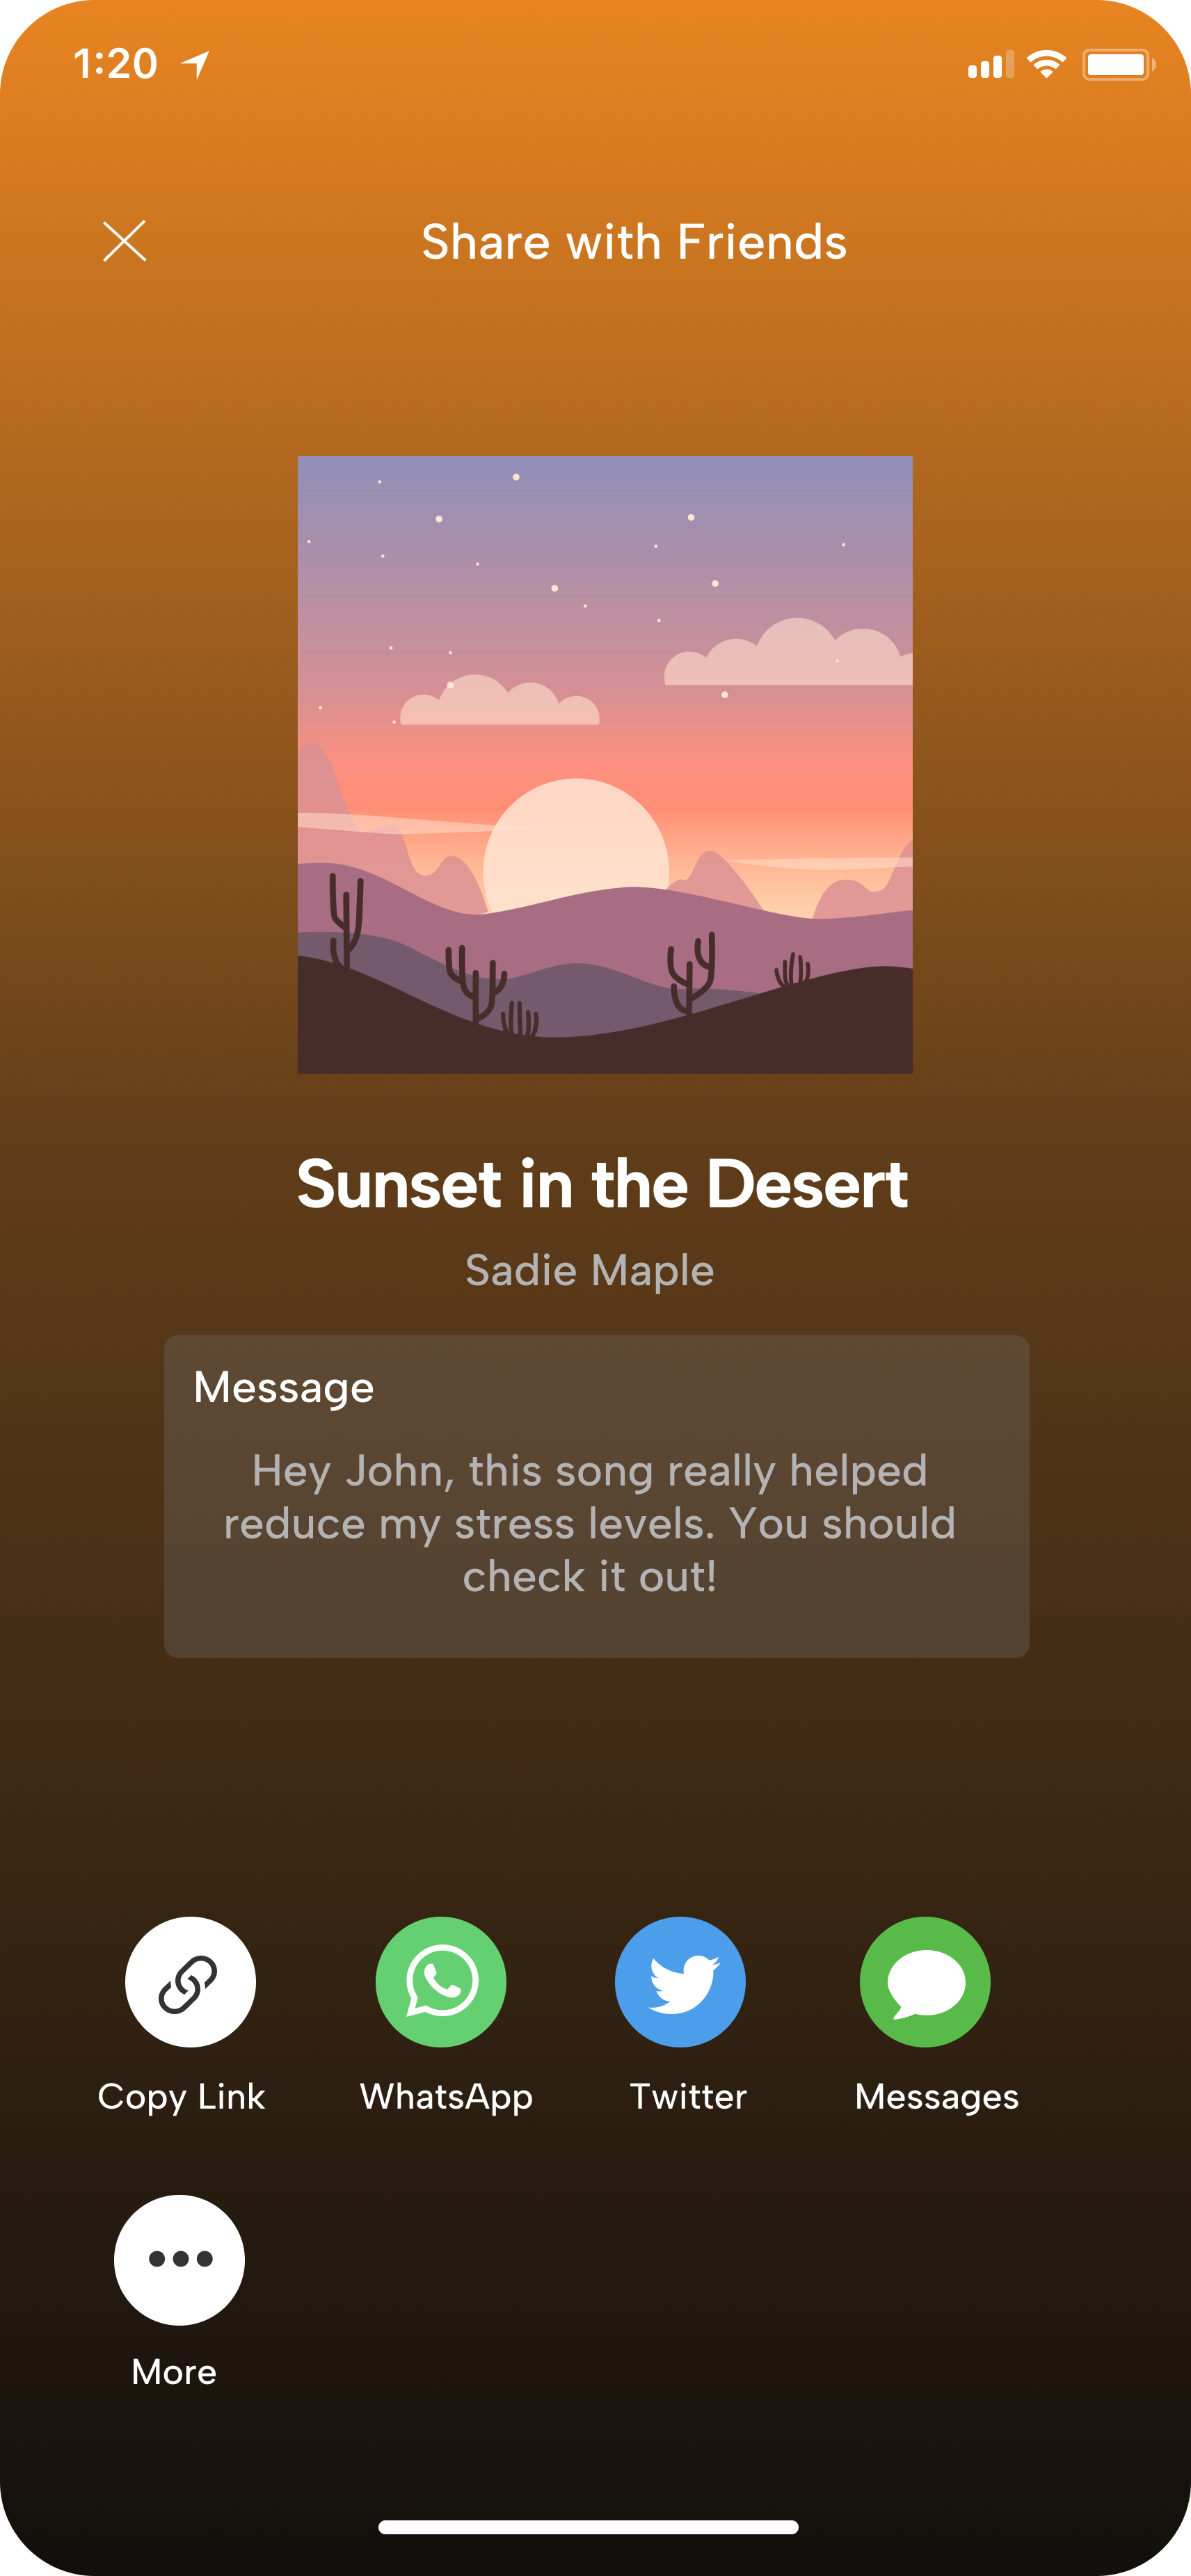 1:20
Share with Friends
Sunset in the Desert
Sadie Maple
Message
Hey John, this song really helped
reduce my stress levels. You should
check it out!
Copy Link
WhatsApp
Twitter
Messages
More